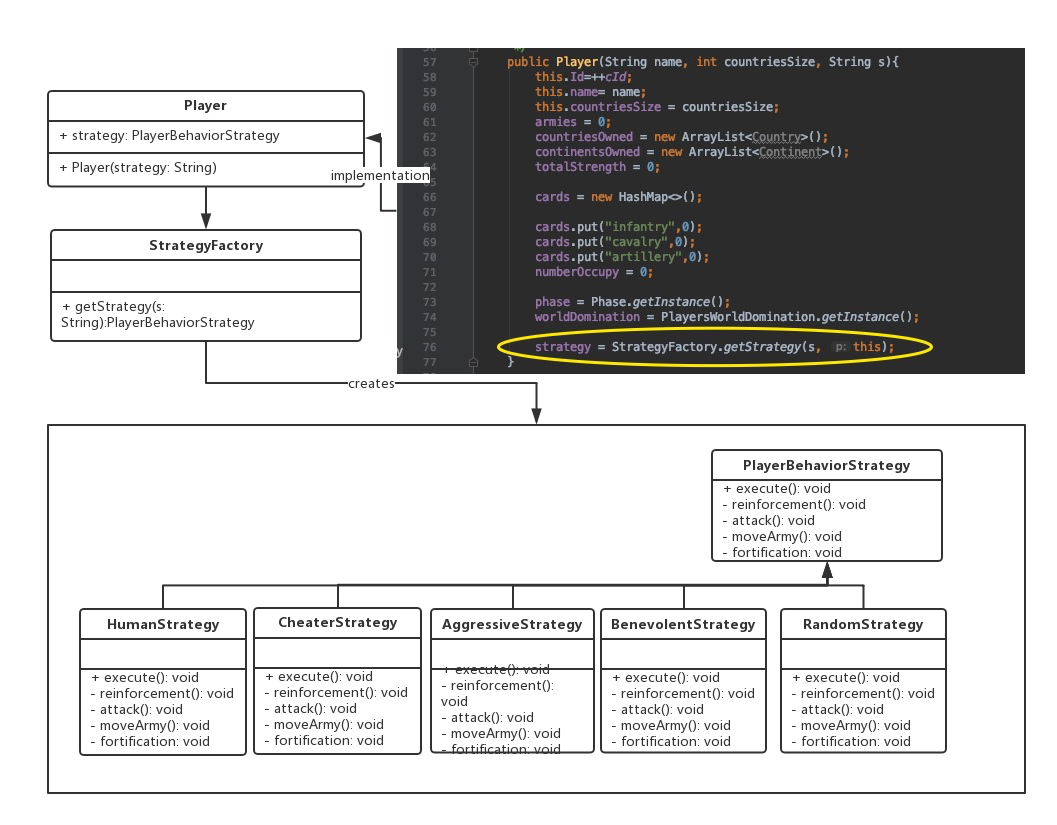 57 public Player(String name, int countriesSize, String s){
58 this.Id=++cId;
59 this.name= name;
60 this.countriesSize = countriesSize;
61 armies = 0;
62 countriesOwned = new ArrayList<Country>();
63 continentsOwned = new ArrayList<Continent>();
64 totalStrength = 0;
65
66 cards = new HashMap<>();
67
68 cards.put("infantry",0);
69 cards.put("cavalry",0);
70 cards.put("artillery",0);
71 numberOccupy = 0;
72
73 phase = Phase.getInstance();
74 worldDomination = PlayersWorldDomination.getInstance();
75
76 strategy = StrategyFactory.getStrategy(s, p: this);
77 }
Player
+ strategy: PlayerBehaviorStrategy
+ Player(strategy: String)
implementation
StrategyFactory
+ getStrategy(s:
String):PlayerBehaviorStrategy
y
creates
PlayerBehaviorStrategy
+ execute(): void
- reinforcement(): void
- attack(): void
- moveArmy(): void
- fortification: void
HumanStrategy
+ execute(): void
- reinforcement(): void
- attack(): void
- moveArmy(): void
- fortification: void
CheaterStrategy
+ execute(): void
- reinforcement(): void
- attack(): void
- moveArmy(): void
- fortification: void
AggressiveStrategy
+ execute(): void
- reinforcement():
void
- attack(): void
- moveArmy(): void
- fortification: void
BenevolentStrategy
+ execute(): void
- reinforcement(): void
- attack(): void
- moveArmy(): void
- fortification: void
RandomStrategy
+ execute(): void
- reinforcement(): void
- attack(): void
- moveArmy(): void
- fortification: void